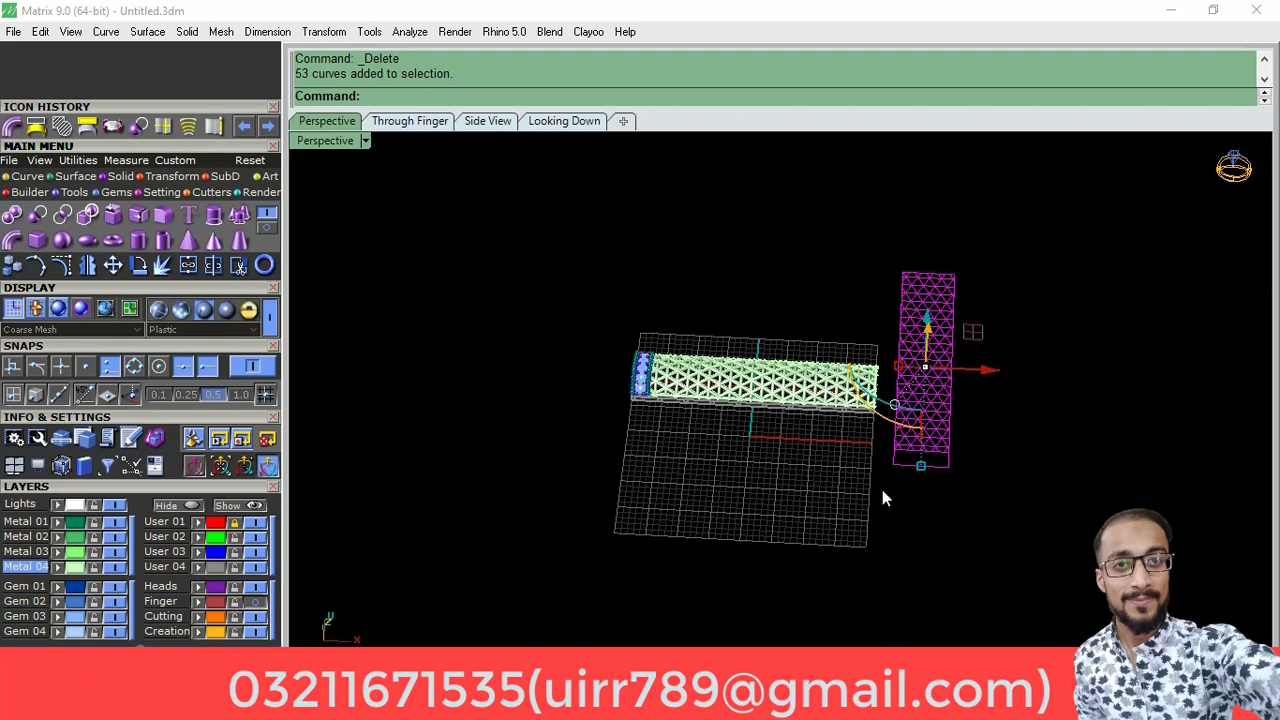 Matrix 9.0 (64-bit) - Untitled.3dm
File Edit View Curve Surface Solid Mesh Dimension Transform Tools Analyze Render Rhino 5.0 Blend Clayoo Help
Command: _Delete
53 curves added to selection.
Command:
ICON HISTORY
Perspective Through Finger Side View Looking Down
Perspective
MAIN MENU
File View Utilities Measure Custom Reset
Curve Surface Solid Transform SubD Art
Builder Tools Gems Setting Cutters Render
DISPLAY
Coarse Mesh Plastic
SNAPS
0.1 0.25 0.5 1.0
INFO & SETTINGS
LAYERS
Lights Hide Show
Metal 01 User 01
Metal 02 User 02
Metal 03 User 03
Metal 04 User 04
Gem 01 Heads
Gem 02 Finger
Gem 03 Cutting
Gem 04 Creation
z y
x
03211671535(uirr789@gmail.com)